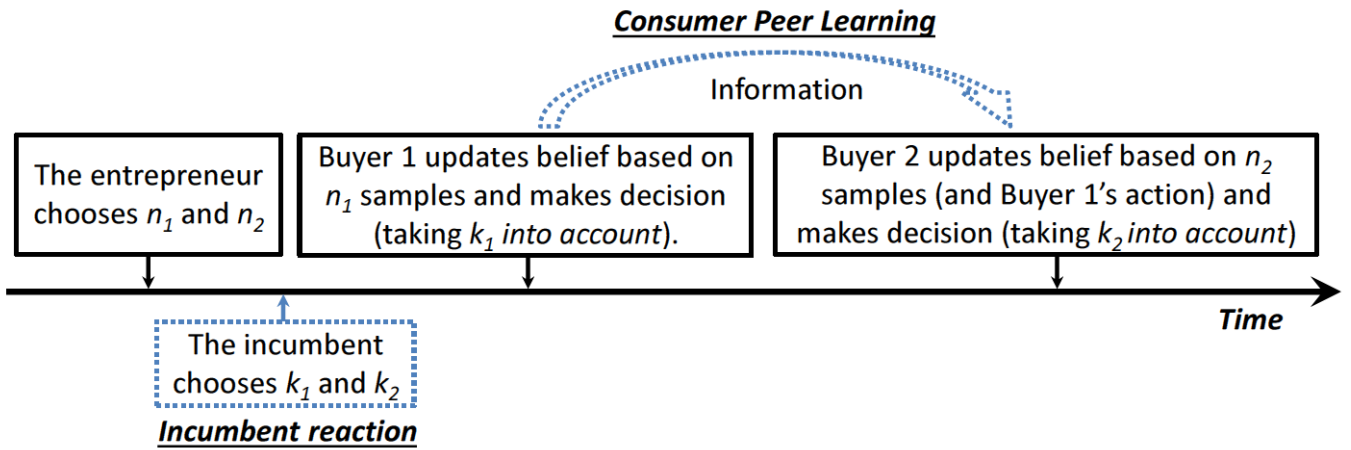 Consumer Peer Learning
Information
The entrepreneur
chooses n1 and n2
Buyer 1 updates belief based on
n1 samples and makes decision
(taking k1 into account).
Buyer 2 updates belief based on n2
samples (and Buyer 1's action) and
makes decision (taking k2 into account)
Time
The incumbent
chooses k1 and k2
Incumbent reaction